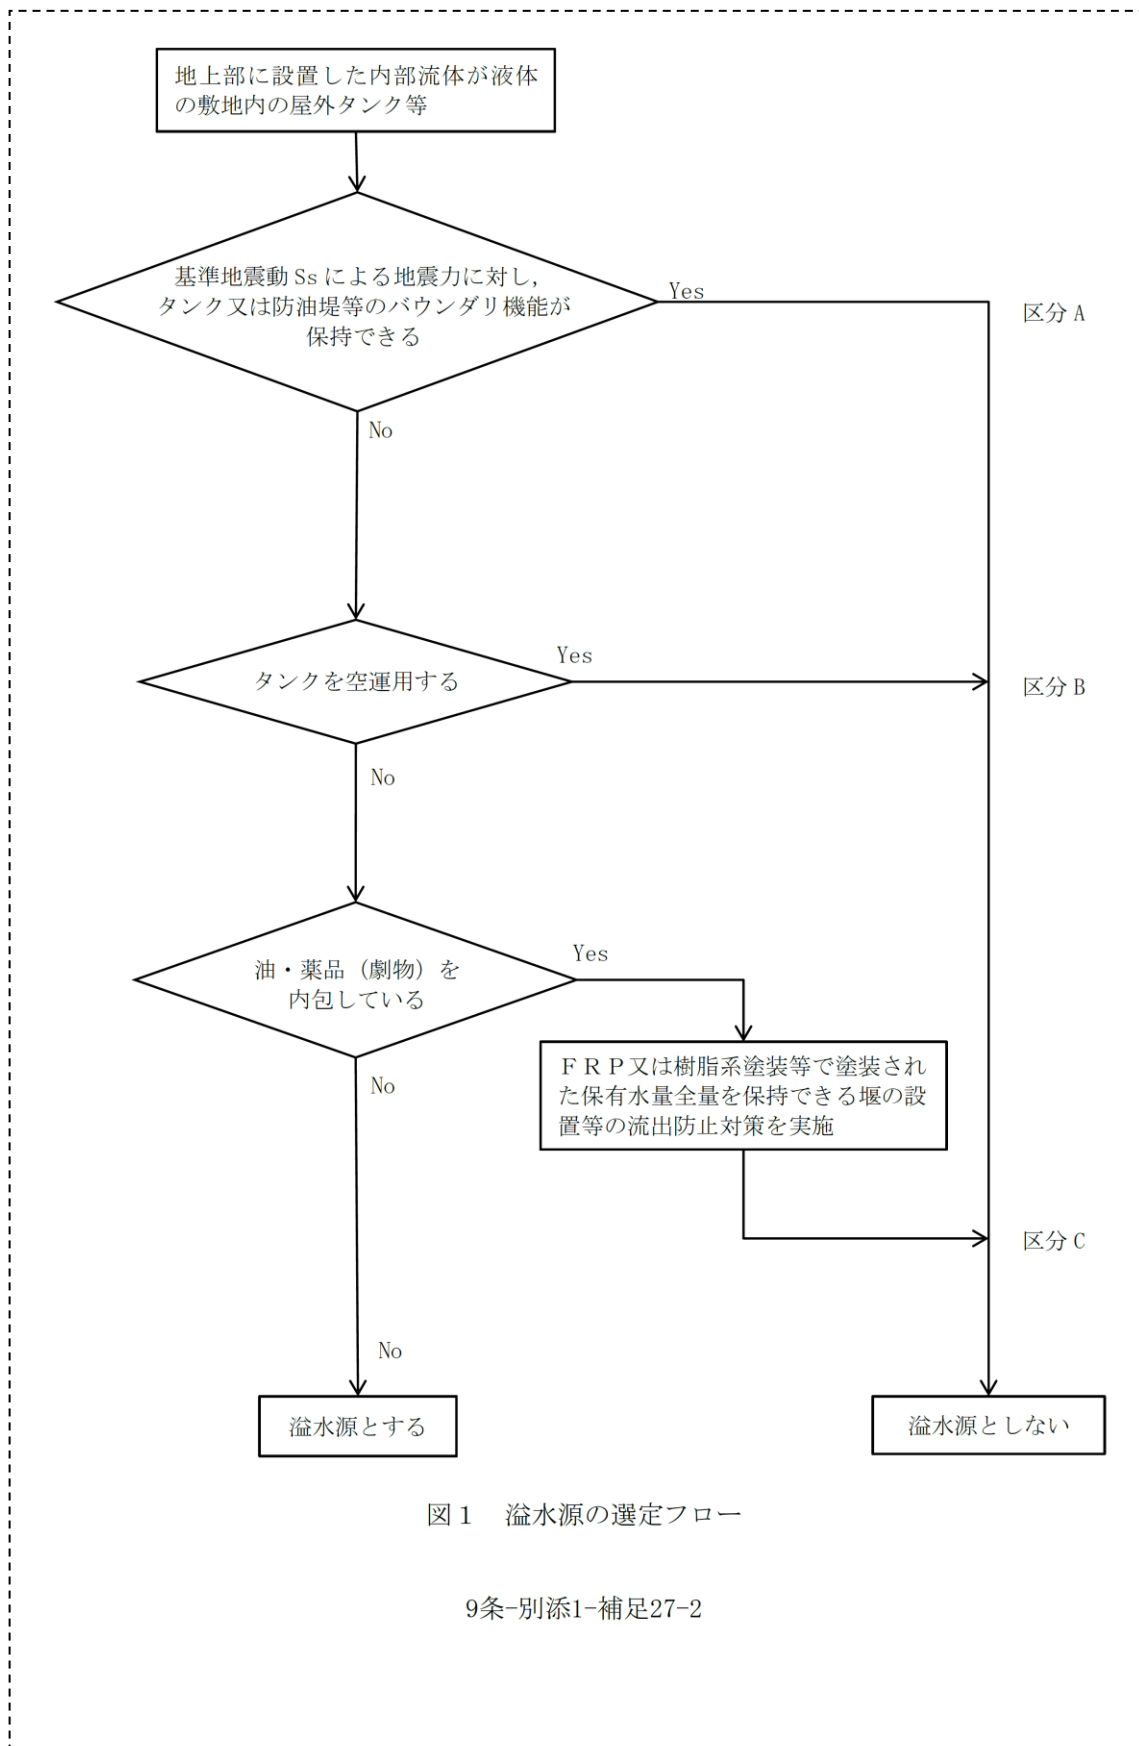 地上部に設置した内部流体が液体
の敷地内の屋外タンク等
基準地震動 Ss による地震力に対し,
タンク又は防油堤等のバウンダリ機能が
保持できる
Yes
区分 A
No
タンクを空運用する
Yes
区分 B
No
油・薬品（劇物）を
内包している
Yes
No
ＦＲＰ又は樹脂系塗装等で塗装され
た保有水量全量を保持できる堰の設
置等の流出防止対策を実施
区分 C
No
溢水源とする
溢水源としない
図１　溢水源の選定フロー
9条-別添1-補足27-2